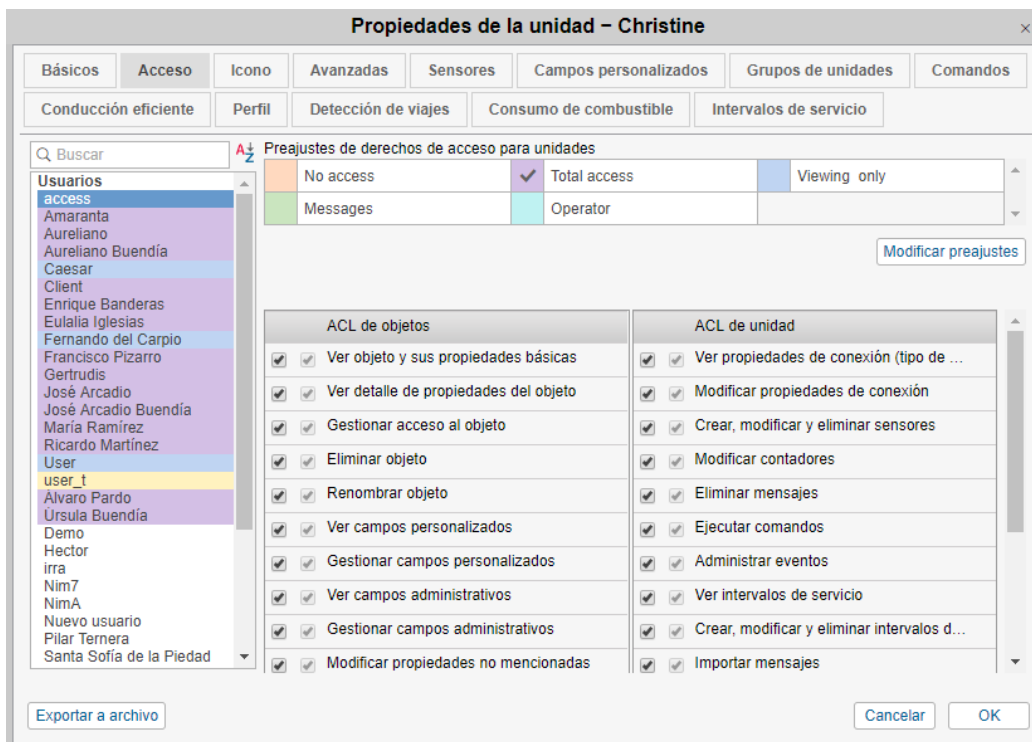 Propiedades de la unidad – Christine
Básicos Acceso Icono Avanzadas Sensores Campos personalizados Grupos de unidades Comandos
Conducción eficiente Perfil Detección de viajes Consumo de combustible Intervalos de servicio
Buscar
Usuarios
access
Amaranta
Aureliano
Aureliano Buendía
Caesar
Client
Enrique Banderas
Eulalia Iglesias
Fernando del Carpio
Francisco Pizarro
Gertrudis
José Arcadio
José Arcadio Buendía
María Ramírez
Ricardo Martínez
User
user_t
Álvaro Pardo
Úrsula Buendía
Demo
Hector
irra
Nim7
NimA
Nuevo usuario
Pilar Ternera
Santa Sofía de la Piedad
Preajustes de derechos de acceso para unidades
No access Total access Viewing only
Messages Operator
Modificar preajustes
ACL de objetos
Ver objeto y sus propiedades básicas
Ver detalle de propiedades del objeto
Gestionar acceso al objeto
Eliminar objeto
Renombrar objeto
Ver campos personalizados
Gestionar campos personalizados
Ver campos administrativos
Gestionar campos administrativos
Modificar propiedades no mencionadas
ACL de unidad
Ver propiedades de conexión (tipo de ...
Modificar propiedades de conexión
Crear, modificar y eliminar sensores
Modificar contadores
Eliminar mensajes
Ejecutar comandos
Administrar eventos
Ver intervalos de servicio
Crear, modificar y eliminar intervalos d...
Importar mensajes
Exportar a archivo Cancelar OK